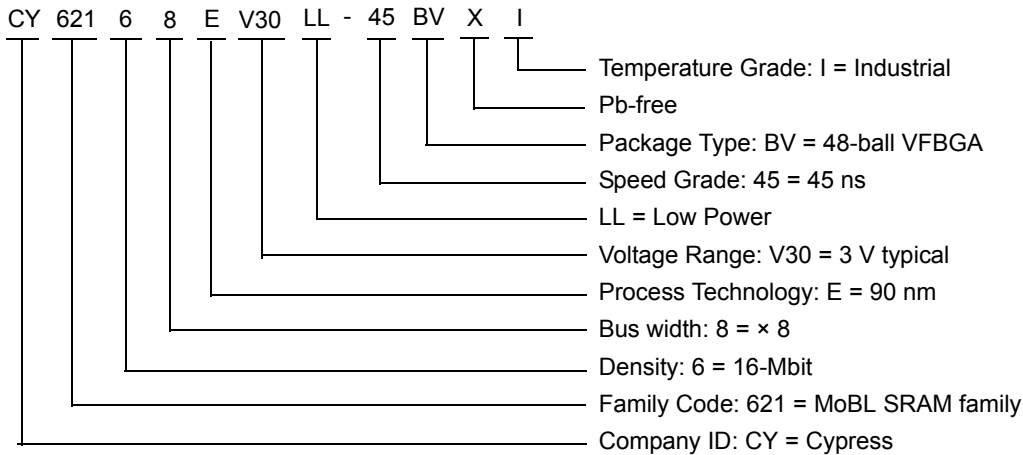 CY 621 6 8 E V30 LL - 45 BV X I
Temperature Grade: I = Industrial
Pb-free
Package Type: BV = 48-ball VFBGA
Speed Grade: 45 = 45 ns
LL = Low Power
Voltage Range: V30 = 3 V typical
Process Technology: E = 90 nm
Bus width: 8 = × 8
Density: 6 = 16-Mbit
Family Code: 621 = MoBL SRAM family
Company ID: CY = Cypress